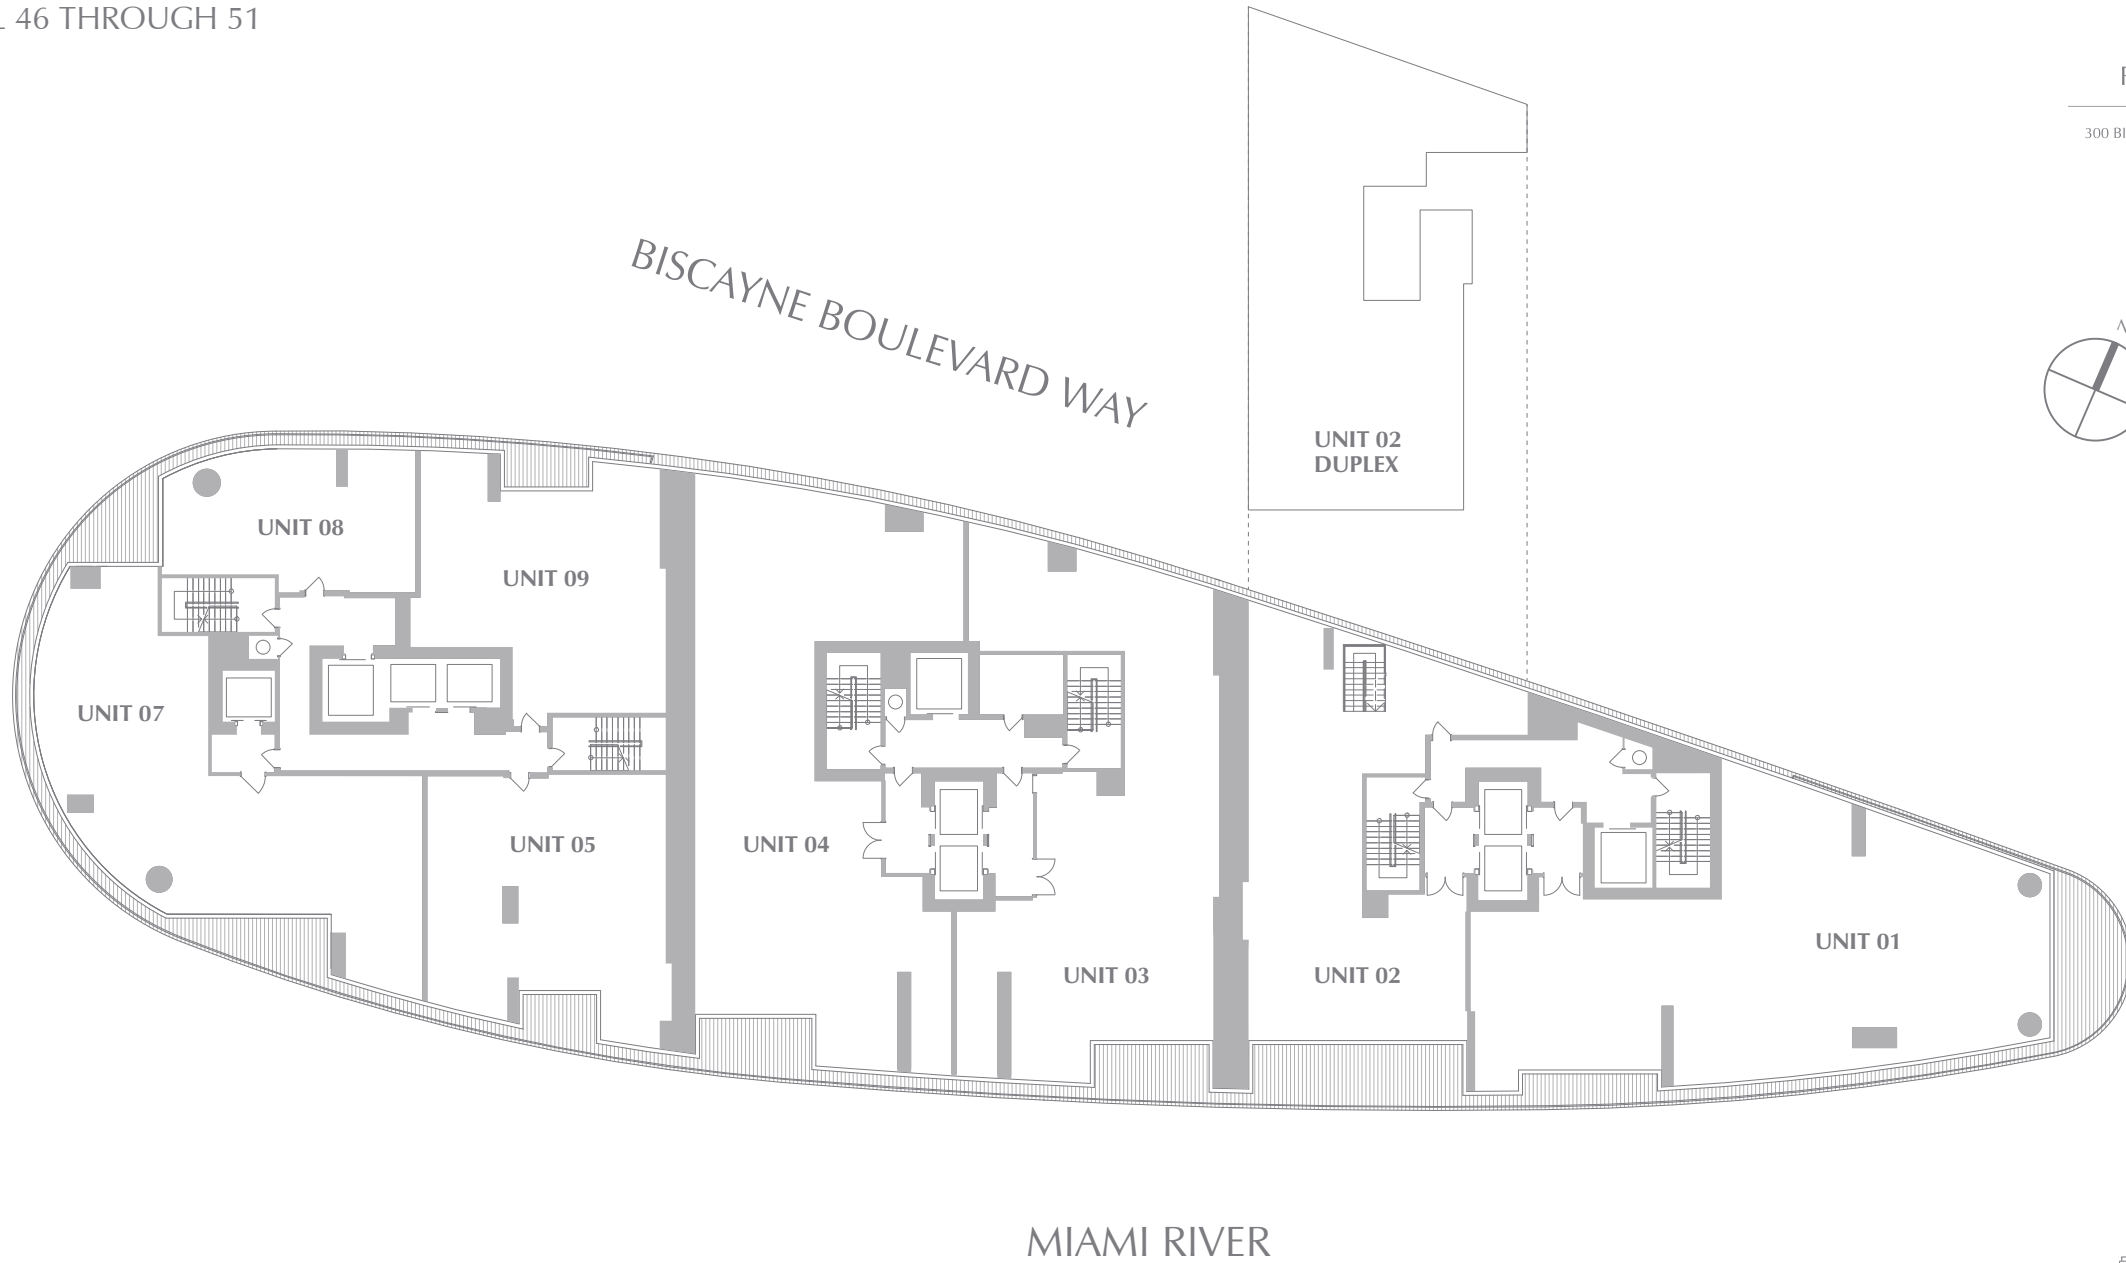 46 THROUGH 51
300
BISCAYNE BOULEVARD WAY
UNIT 02
DUPLEX
UNIT 08
UNIT 09
UNIT 07
UNIT 05
UNIT 04
UNIT 03
UNIT 02
UNIT 01
MIAMI RIVER